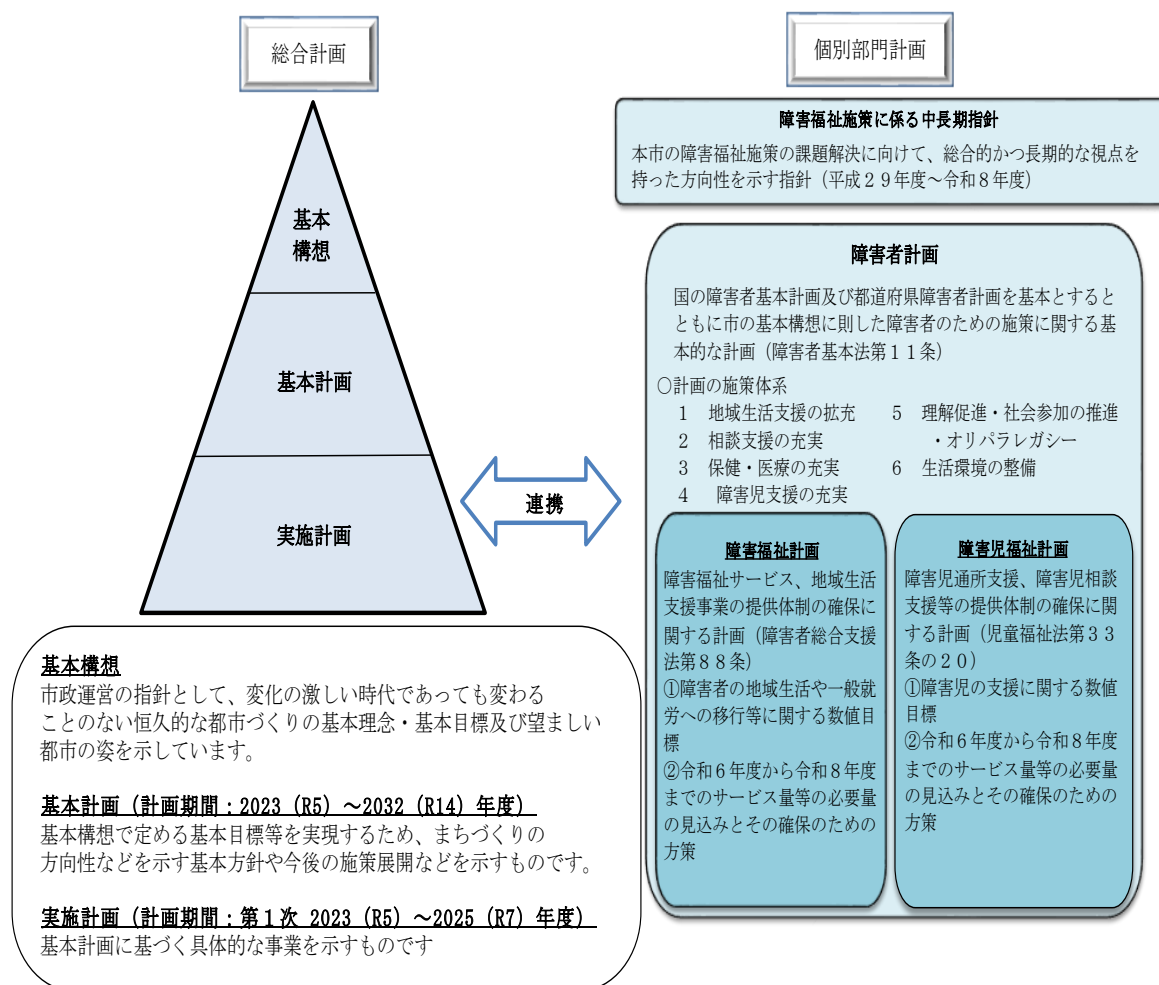 総合計画
基本
構想
基本計画
実施計画
基本構想
市政運営の指針として、変化の激しい時代であっても変わる
ことのない恒久的な都市づくりの基本理念・基本目標及び望ましい
都市の姿を示しています。
基本計画（計画期間：2023（R5）～2032（R14）年度）
基本構想で定める基本目標等を実現するため、まちづくりの
方向性などを示す基本方針や今後の施策展開などを示すものです。
実施計画（計画期間：第１次 2023（R5）～2025（R7）年度）
基本計画に基づく具体的な事業を示すものです
連携
個別部門計画
障害福祉施策に係る中長期指針
本市の障害福祉施策の課題解決に向けて、総合的かつ長期的な視点を
持った方向性を示す指針（平成２９年度～令和８年度）
障害者計画
国の障害者基本計画及び都道府県障害者計画を基本とすると
ともに市の基本構想に則した障害者のための施策に関する基
本的な計画（障害者基本法第１１条）
○計画の施策体系
１　地域生活支援の拡充
２　相談支援の充実
３　保健・医療の充実
４　障害児支援の充実
５　理解促進・社会参加の推進
・オリパラレガシー
６　生活環境の整備
障害福祉計画
障害福祉サービス、地域生活
支援事業の提供体制の確保に
関する計画（障害者総合支援
法第８８条）
①障害者の地域生活や一般就
労への移行等に関する数値目
標
②令和６年度から令和８年度
までのサービス量等の必要量
の見込みとその確保のための
方策
障害児福祉計画
障害児通所支援、障害児相談
支援等の提供体制の確保に関
する計画（児童福祉法第３３
条の２０）
①障害児の支援に関する数値
目標
②令和６年度から令和８年度
までのサービス量等の必要量
の見込みとその確保のための
方策